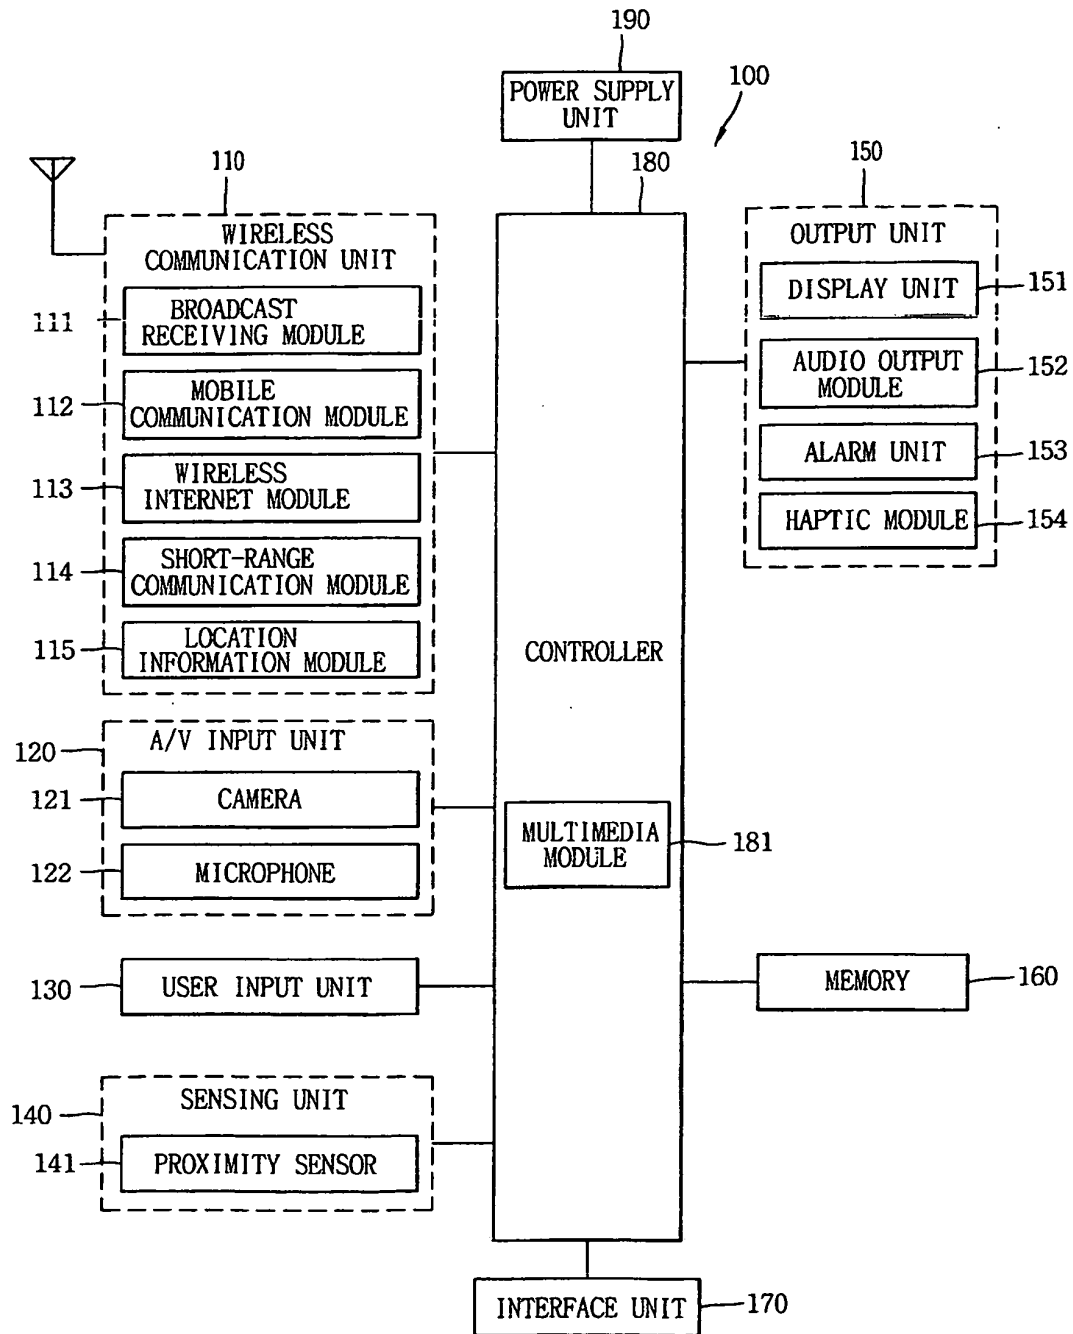 190
POWER SUPPLY
UNIT
100
180
110
150
WIRELESS
COMMUNICATION UNIT
111
BROADCAST
RECEIVING MODULE
112
MOBILE
COMMUNICATION MODULE
113
WIRELESS
INTERNET MODULE
114
SHORT-RANGE
COMMUNICATION MODULE
115
LOCATION
INFORMATION MODULE
120
A/V INPUT UNIT
121
CAMERA
122
MICROPHONE
130
USER INPUT UNIT
140
SENSING UNIT
141
PROXIMITY SENSOR
CONTROLLER
MULTIMEDIA
MODULE
181
OUTPUT UNIT
DISPLAY UNIT
151
AUDIO OUTPUT
MODULE
152
ALARM UNIT
153
HAPTIC MODULE
154
MEMORY
160
INTERFACE UNIT
170